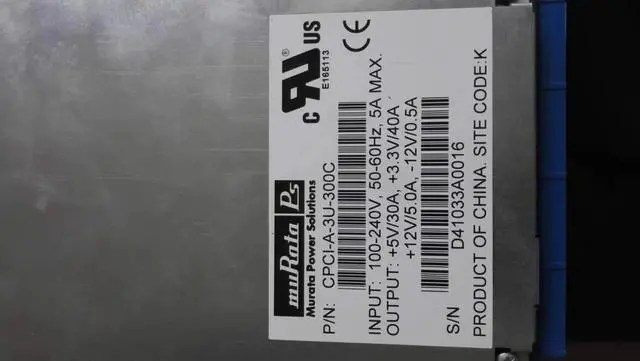 muRata Ps
Murata Power Solutions
c UR US
®
E165113
CE
P/N: CPCI-A-3U-300C
INPUT: 100-240V, 50-60Hz, 5A MAX.
OUTPUT: +5V/30A, +3.3V/40A
+12V/5.0A, -12V/0.5A
S/N D41033A0016
PRODUCT OF CHINA. SITE CODE:K